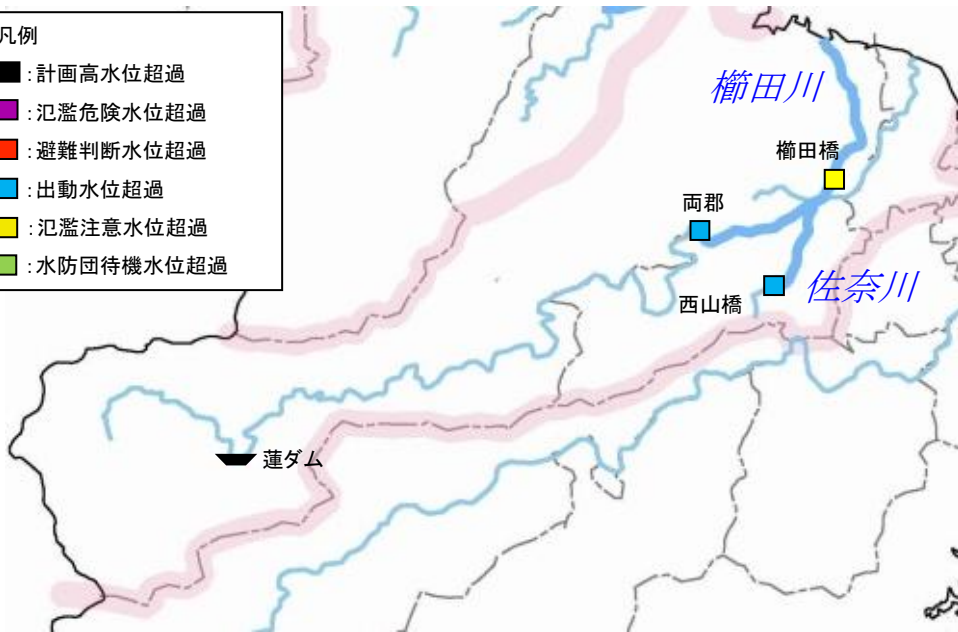 凡例
:計画高水位超過
:氾濫危険水位超過
:避難判断水位超過
:出動水位超過
:氾濫注意水位超過
:水防団待機水位超過
櫛田川
櫛田橋
両郡
佐奈川
西山橋
蓮ダム